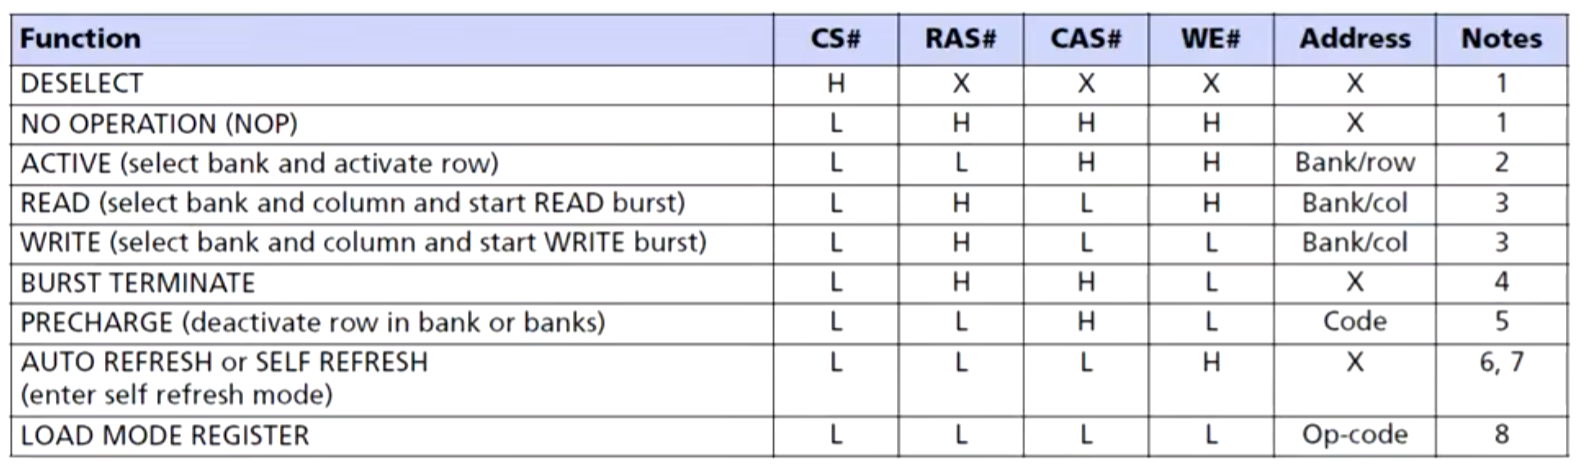 Function CS# RAS# CAS# WE# Address Notes
DESELECT H X X X X 1
NO OPERATION (NOP) L H H H X 1
ACTIVE (select bank and activate row) L L H H Bank/row 2
READ (select bank and column and start READ burst) L H L H Bank/col 3
WRITE (select bank and column and start WRITE burst) L H L L Bank/col 3
BURST TERMINATE L H H L X 4
PRECHARGE (deactivate row in bank or banks) L L H L Code 5
AUTO REFRESH or SELF REFRESH L L L H X 6, 7
(enter self refresh mode)
LOAD MODE REGISTER L L L L Op-code 8